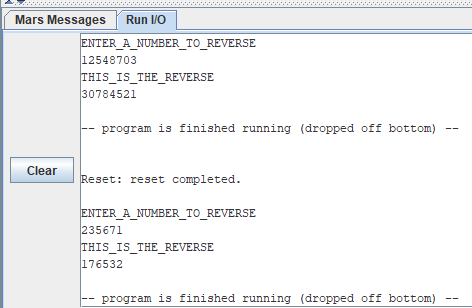 Mars Messages Run I/O
ENTER_A_NUMBER_TO_REVERSE
12548703
THIS_IS_THE_REVERSE
30784521
-- program is finished running (dropped off bottom) --
Clear
Reset: reset completed.
ENTER_A_NUMBER_TO_REVERSE
235671
THIS_IS_THE_REVERSE
176532
-- program is finished running (dropped off bottom) --